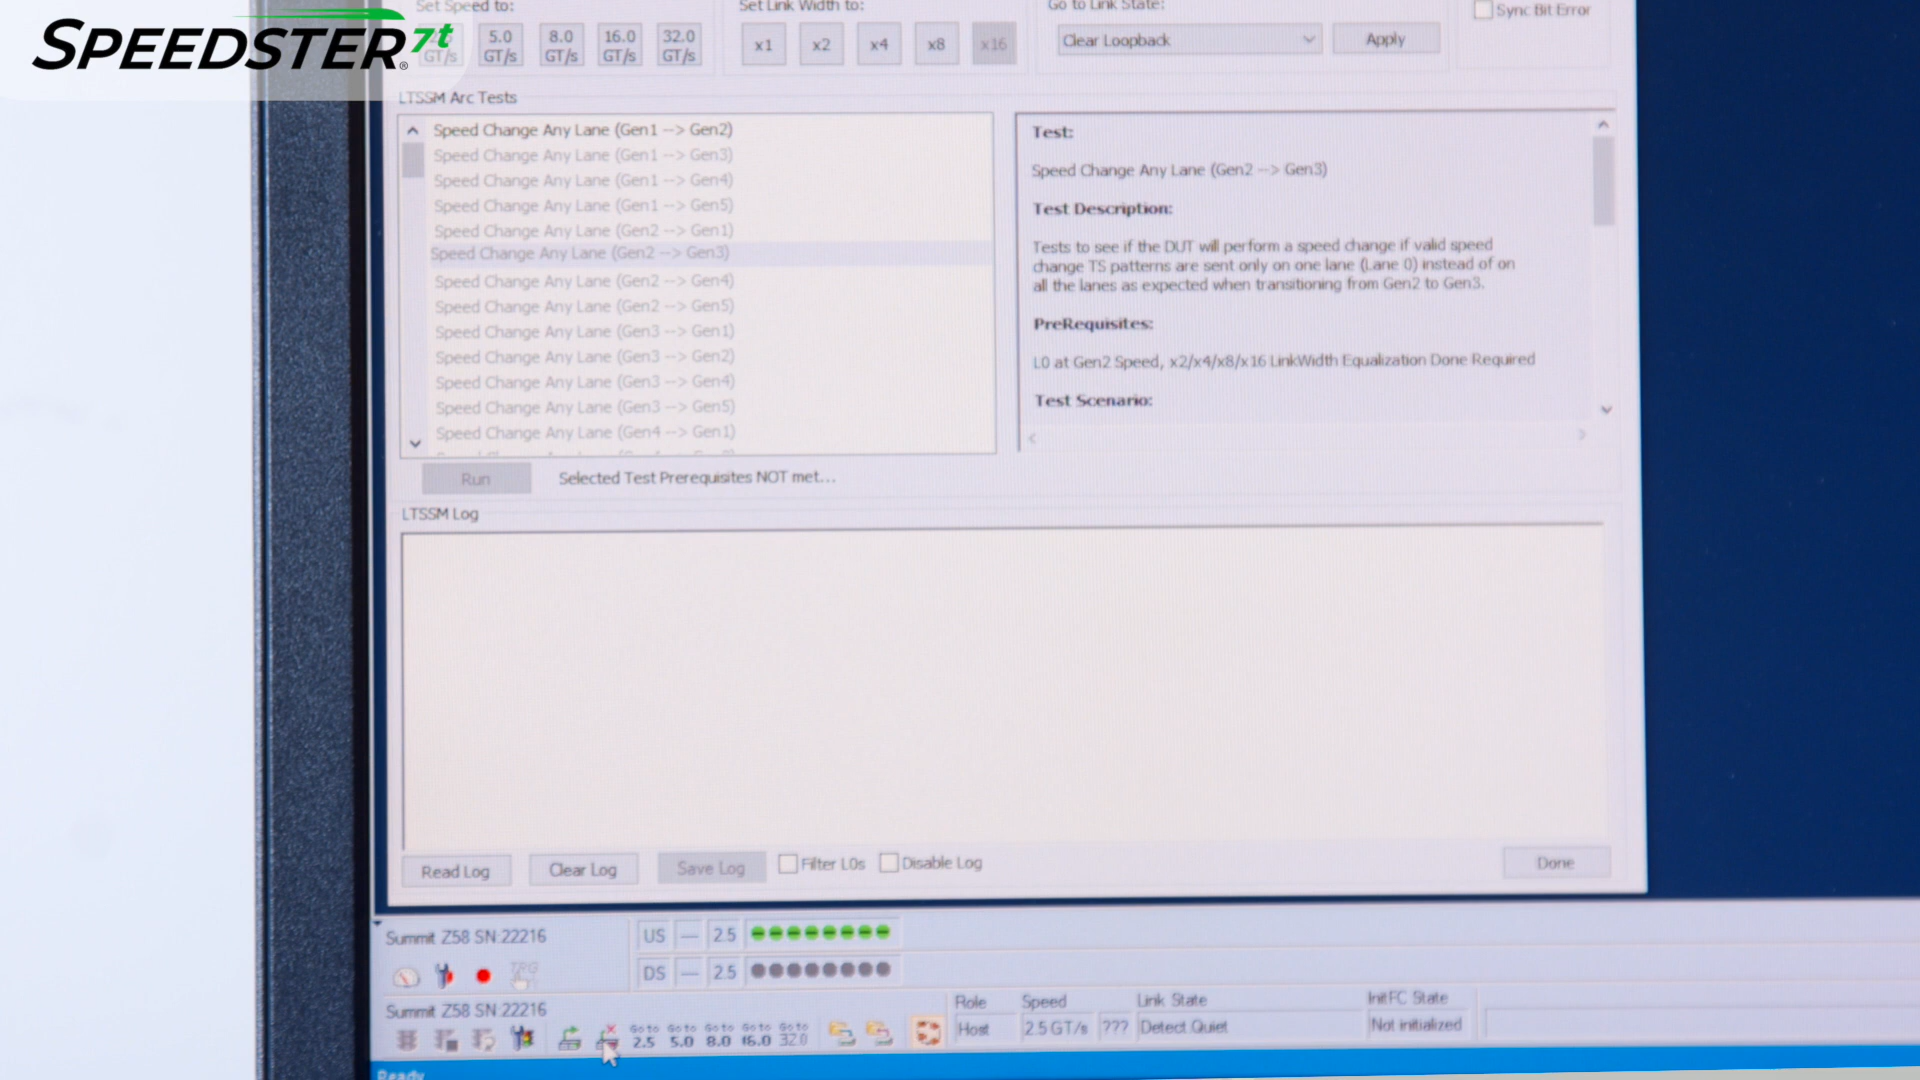 SPEEDSTER7t®
Set Speed to:
GT/s
5.0 GT/s
8.0 GT/s
16.0 GT/s
32.0 GT/s
Set Link Width to:
x1
x2
x4
x8
x16
Go to Link State:
Clear Loopback
Apply
Sync Bit Error
LTSSM Arc Tests
Speed Change Any Lane (Gen1 --> Gen2)
Speed Change Any Lane (Gen1 --> Gen3)
Speed Change Any Lane (Gen1 --> Gen4)
Speed Change Any Lane (Gen1 --> Gen5)
Speed Change Any Lane (Gen2 --> Gen1)
Speed Change Any Lane (Gen2 --> Gen3)
Speed Change Any Lane (Gen2 --> Gen4)
Speed Change Any Lane (Gen2 --> Gen5)
Speed Change Any Lane (Gen3 --> Gen1)
Speed Change Any Lane (Gen3 --> Gen2)
Speed Change Any Lane (Gen3 --> Gen4)
Speed Change Any Lane (Gen3 --> Gen5)
Speed Change Any Lane (Gen4 --> Gen1)
Test:
Speed Change Any Lane (Gen2 --> Gen3)
Test Description:
Tests to see if the DUT will perform a speed change if valid speed
change TS patterns are sent only on one lane (Lane 0) instead of on
all the lanes as expected when transitioning from Gen2 to Gen3.
PreRequisites:
L0 at Gen2 Speed, x2/x4/x8/x16 LinkWidth Equalization Done Required
Test Scenario:
Run
Selected Test Prerequisites NOT met...
LTSSM Log
Read Log
Clear Log
Save Log
Filter L0s
Disable Log
Done
Summit Z58 SN:22216
US — 2.5
TRG
DS — 2.5
Summit Z58 SN:22216
Go to 2.5
Go to 5.0
Go to 8.0
Go to 16.0
Go to 32.0
Role
Host
Speed
2.5 GT/s
???
Link State
Detect Quiet
InitFC State
Not initialized
Ready